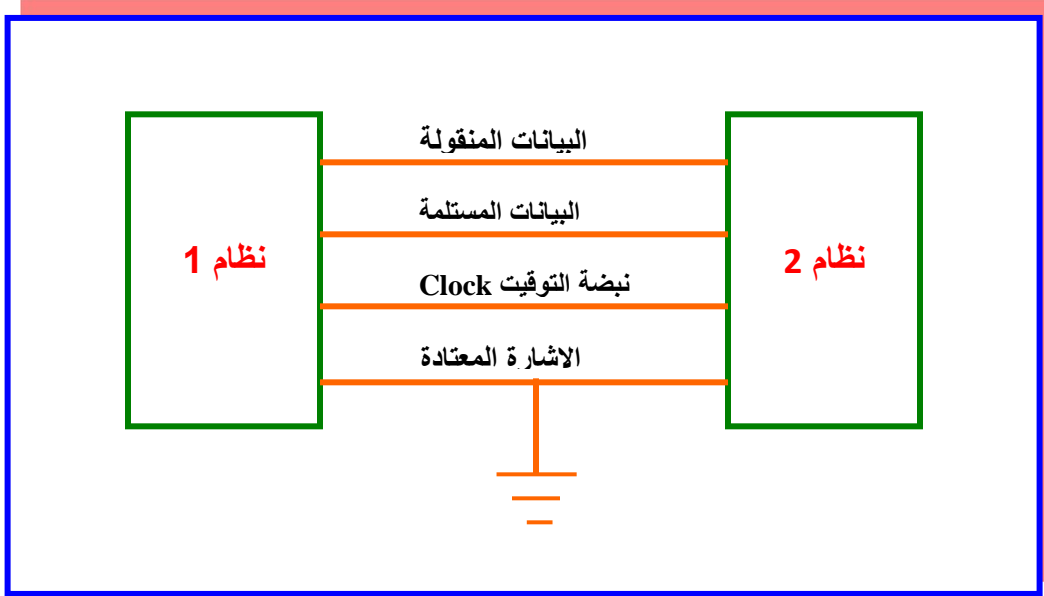 البيانات المنقولة
البيانات المستلمة
نظام 1
نظام 2
نبضة التوقيت Clock
الاشارة المعتادة